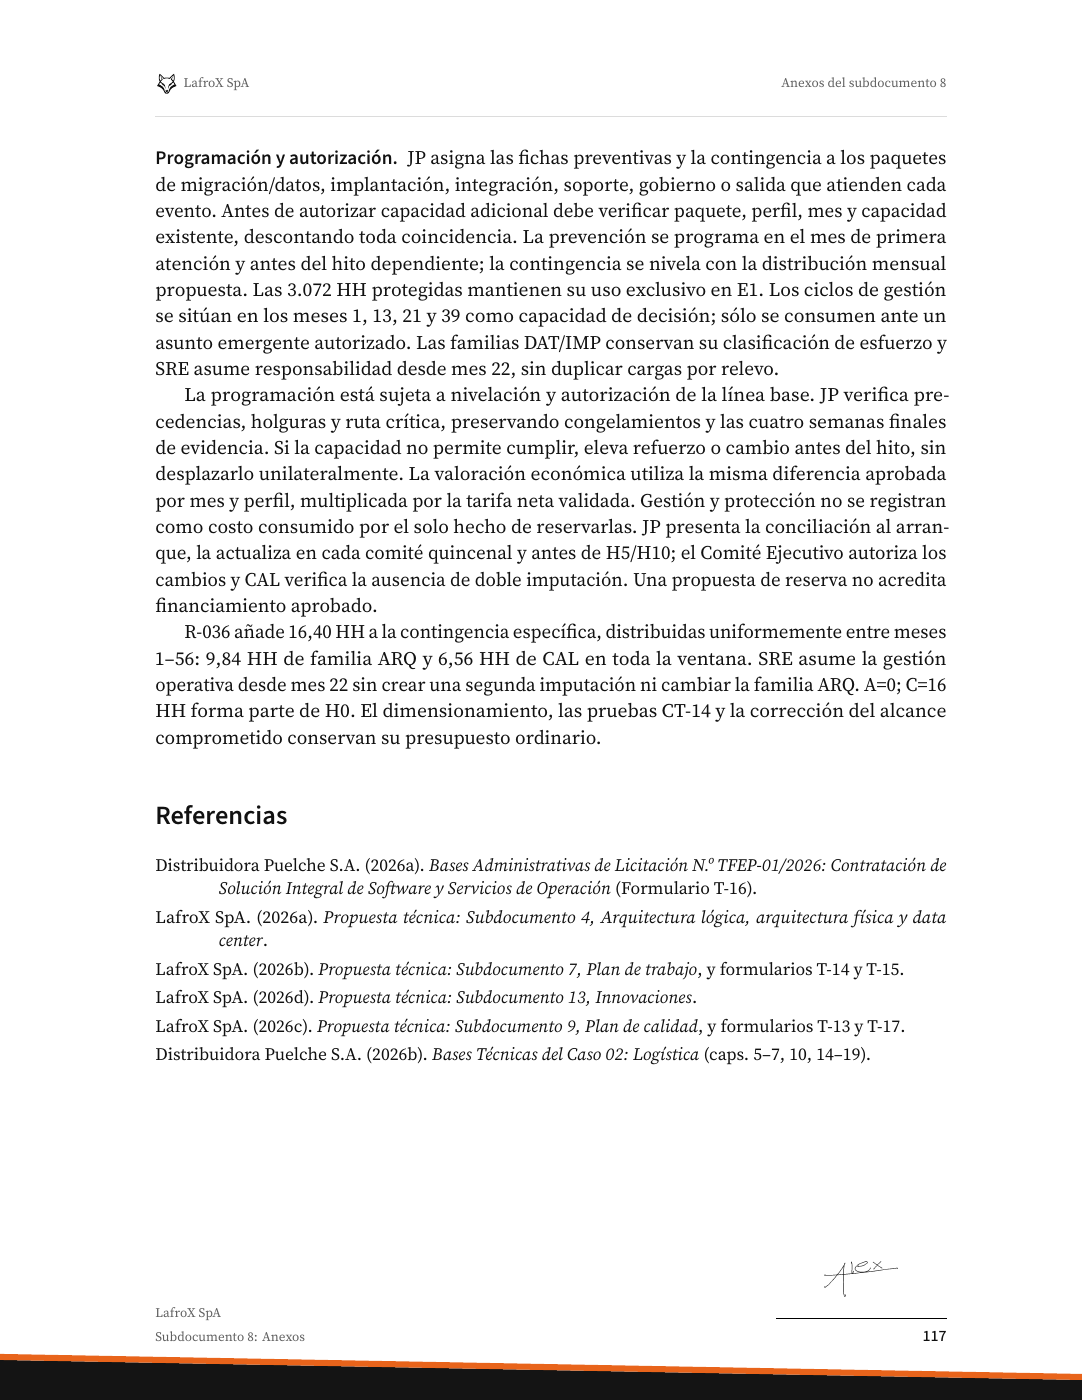 LafroX SpA
Anexos del subdocumento 8
Programación y autorización. JP asigna las fichas preventivas y la contingencia a los paquetes
de migración/datos, implantación, integración, soporte, gobierno o salida que atienden cada
evento. Antes de autorizar capacidad adicional debe verificar paquete, perfil, mes y capacidad
existente, descontando toda coincidencia. La prevención se programa en el mes de primera
atención y antes del hito dependiente; la contingencia se nivela con la distribución mensual
propuesta. Las 3.072 HH protegidas mantienen su uso exclusivo en E1. Los ciclos de gestión
se sitúan en los meses 1, 13, 21 y 39 como capacidad de decisión; sólo se consumen ante un
asunto emergente autorizado. Las familias DAT/IMP conservan su clasificación de esfuerzo y
SRE asume responsabilidad desde mes 22, sin duplicar cargas por relevo.
La programación está sujeta a nivelación y autorización de la línea base. JP verifica pre-
cedencias, holguras y ruta crítica, preservando congelamientos y las cuatro semanas finales
de evidencia. Si la capacidad no permite cumplir, eleva refuerzo o cambio antes del hito, sin
desplazarlo unilateralmente. La valoración económica utiliza la misma diferencia aprobada
por mes y perfil, multiplicada por la tarifa neta validada. Gestión y protección no se registran
como costo consumido por el solo hecho de reservarlas. JP presenta la conciliación al arran-
que, la actualiza en cada comité quincenal y antes de H5/H10; el Comité Ejecutivo autoriza los
cambios y CAL verifica la ausencia de doble imputación. Una propuesta de reserva no acredita
financiamiento aprobado.
R-036 añade 16,40 HH a la contingencia específica, distribuidas uniformemente entre meses
1–56: 9,84 HH de familia ARQ y 6,56 HH de CAL en toda la ventana. SRE asume la gestión
operativa desde mes 22 sin crear una segunda imputación ni cambiar la familia ARQ. A=0; C=16
HH forma parte de H0. El dimensionamiento, las pruebas CT-14 y la corrección del alcance
comprometido conservan su presupuesto ordinario.
Referencias
Distribuidora Puelche S.A. (2026a). Bases Administrativas de Licitación N.º TFEP-01/2026: Contratación de
Solución Integral de Software y Servicios de Operación (Formulario T-16).
LafroX SpA. (2026a). Propuesta técnica: Subdocumento 4, Arquitectura lógica, arquitectura física y data
center.
LafroX SpA. (2026b). Propuesta técnica: Subdocumento 7, Plan de trabajo, y formularios T-14 y T-15.
LafroX SpA. (2026d). Propuesta técnica: Subdocumento 13, Innovaciones.
LafroX SpA. (2026c). Propuesta técnica: Subdocumento 9, Plan de calidad, y formularios T-13 y T-17.
Distribuidora Puelche S.A. (2026b). Bases Técnicas del Caso 02: Logística (caps. 5–7, 10, 14–19).
Alex
LafroX SpA
Subdocumento 8: Anexos
117